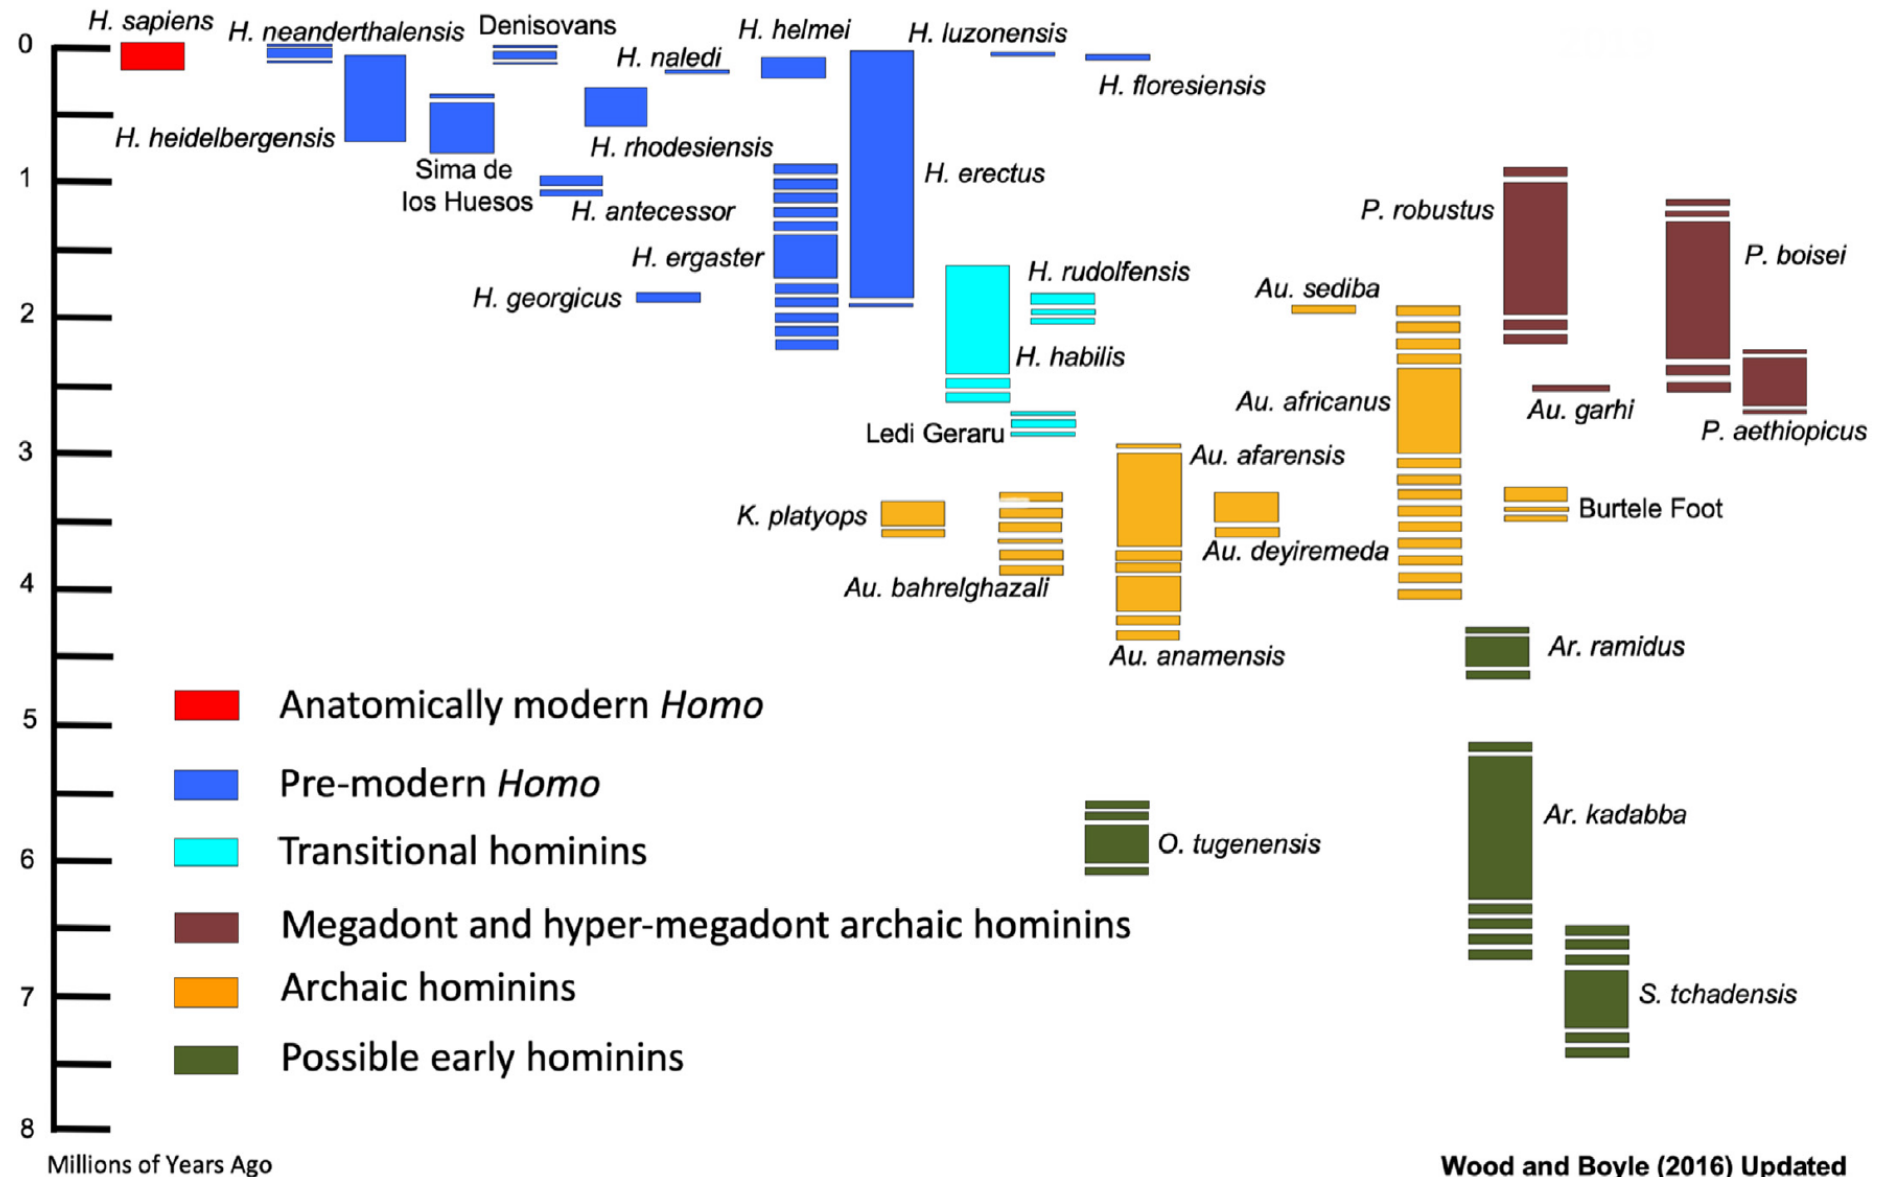 H. sapiens
H. neanderthalensis
Denisovans
H. naledi
H. helmei
H. luzonensis
H. floresiensis
0
H. heidelbergensis
Sima de
los Huesos
H. rhodesiensis
H. antecessor
H. erectus
1
P. robustus
P. boisei
H. ergaster
H. georgicus
H. rudolfensis
Au. sediba
2
H. habilis
Au. africanus
Au. garhi
P. aethiopicus
Ledi Geraru
3
Au. afarensis
K. platyops
Burtele Foot
Au. deyiremeda
Au. bahrelghazali
4
Au. anamensis
Ar. ramidus
Anatomically modern Homo
5
Pre-modern Homo
Ar. kadabba
O. tugenensis
Transitional hominins
6
Megadont and hyper-megadont archaic hominins
Archaic hominins
7
S. tchadensis
Possible early hominins
8
Millions of Years Ago
Wood and Boyle (2016) Updated